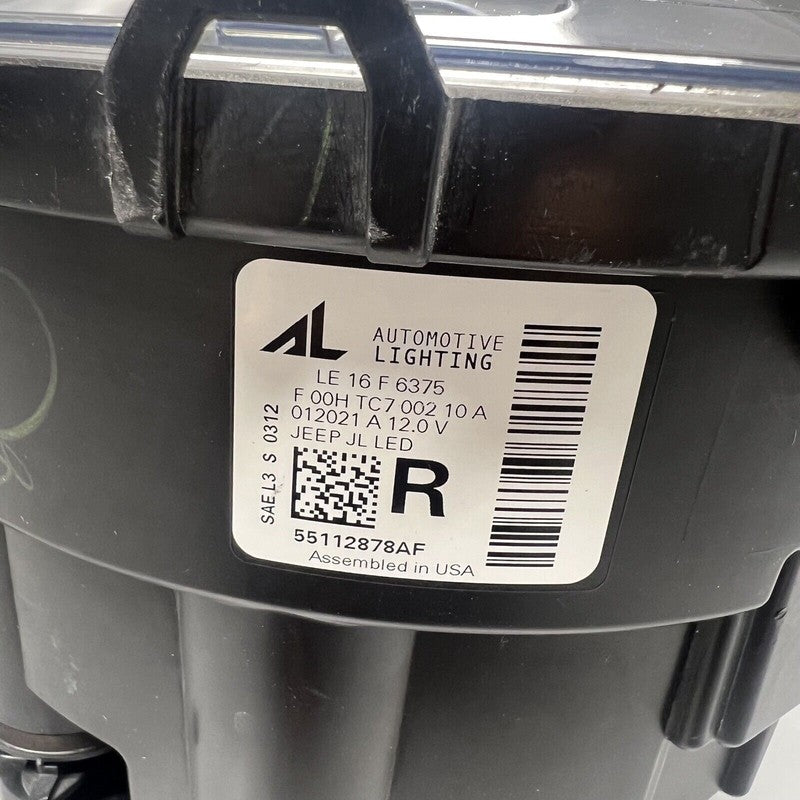 AL
AUTOMOTIVE
LIGHTING
LE 16 F 6375
F 00H TC7 002 10 A
012021 A 12.0 V
JEEP JL LED
SAE L3 S 0312
R
55112878AF
Assembled in USA